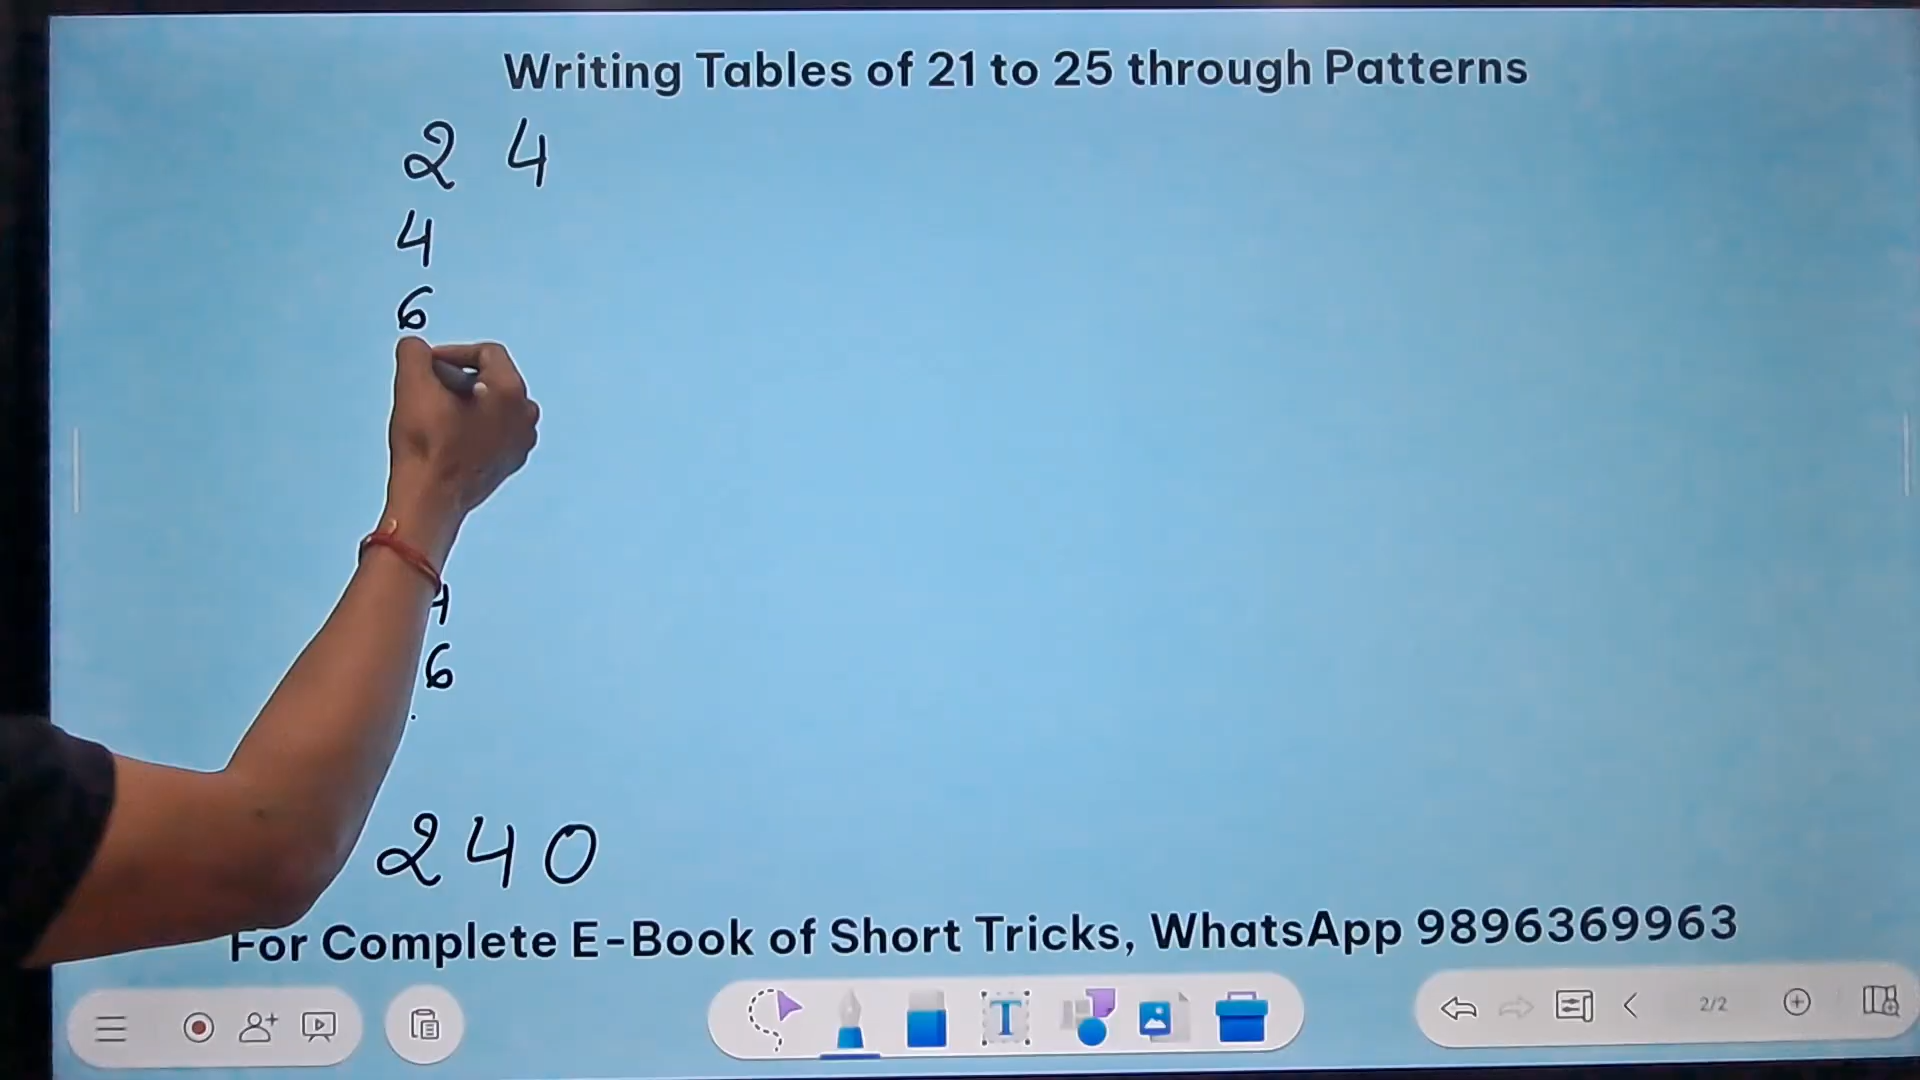 Writing Tables of 21 to 25 through Patterns
2 4
4
6
4
6
240
For Complete E-Book of Short Tricks, WhatsApp 9896369963
T
2/2